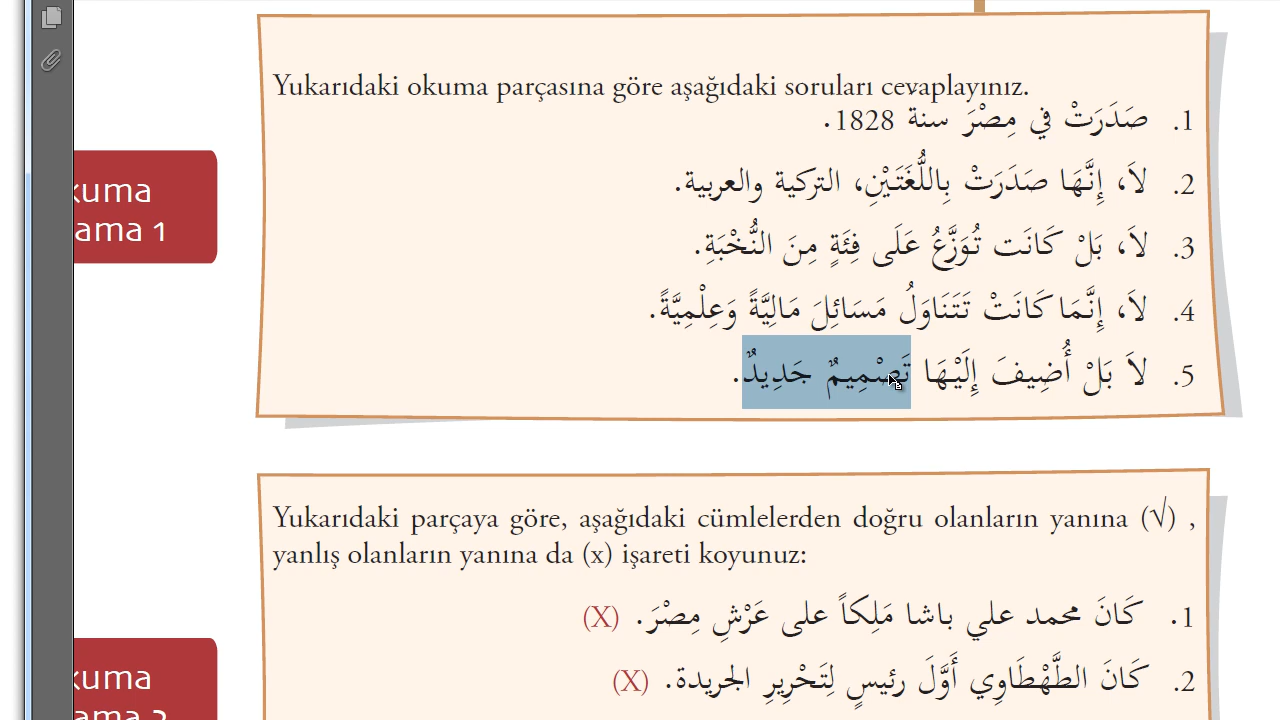 Yukarıdaki okuma parçasına göre aşağıdaki soruları cevaplayınız.
1. صَدَرَتْ في مِصْرَ سنة 1828.
2. لاَ، إِنَّهَا صَدَرَتْ بِاللُّغَتَيْنِ، التركية والعربية.
3. لاَ، بَلْ كَانَت تُوَزَّعُ عَلَى فِئَةٍ مِنَ النُّخْبَةِ.
4. لاَ، إِنَّمَا كَانَتْ تَتَنَاوَلُ مَسَائِلَ مَالِيَّةً وَعِلْمِيَّةً.
5. لاَ بَلْ أُضِيفَ إِلَيْهَا تَصْمِيمٌ جَدِيدٌ.
kuma
ama 1
Yukarıdaki parçaya göre, aşağıdaki cümlelerden doğru olanların yanına (√) ,
yanlış olanların yanına da (x) işareti koyunuz:
1. كَانَ محمد علي باشا مَلِكاً على عَرْشِ مِصْرَ. (X)
2. كَانَ الطَّهْطَاوِي أَوَّلَ رئيسٍ لِتَحْرِيرِ الجريدة. (X)
kuma